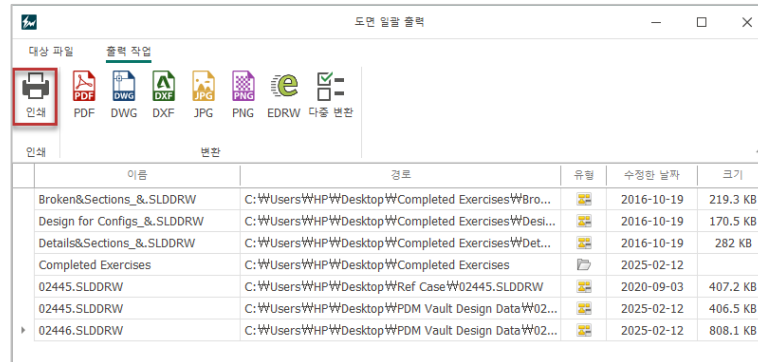 도면 일괄 출력
대상 파일 출력 작업
PDF DWG DXF JPG PNG
인쇄 PDF DWG DXF JPG PNG EDRW 다중 변환
인쇄 변환
이름 경로 유형 수정한 날짜 크기
Broken&Sections_&.SLDDRW C:₩Users₩HP₩Desktop₩Completed Exercises₩Bro... 2016-10-19 219.3 KB
Design for Configs_&.SLDDRW C:₩Users₩HP₩Desktop₩Completed Exercises₩Desi... 2016-10-19 170.5 KB
Details&Sections_&.SLDDRW C:₩Users₩HP₩Desktop₩Completed Exercises₩Det... 2016-10-19 282 KB
Completed Exercises C:₩Users₩HP₩Desktop₩Completed Exercises 2025-02-12
02445.SLDDRW C:₩Users₩HP₩Desktop₩Ref Case₩02445.SLDDRW 2020-09-03 407.2 KB
02445.SLDDRW C:₩Users₩HP₩Desktop₩PDM Vault Design Data₩02... 2025-02-12 406.5 KB
02446.SLDDRW C:₩Users₩HP₩Desktop₩PDM Vault Design Data₩02... 2025-02-12 808.1 KB